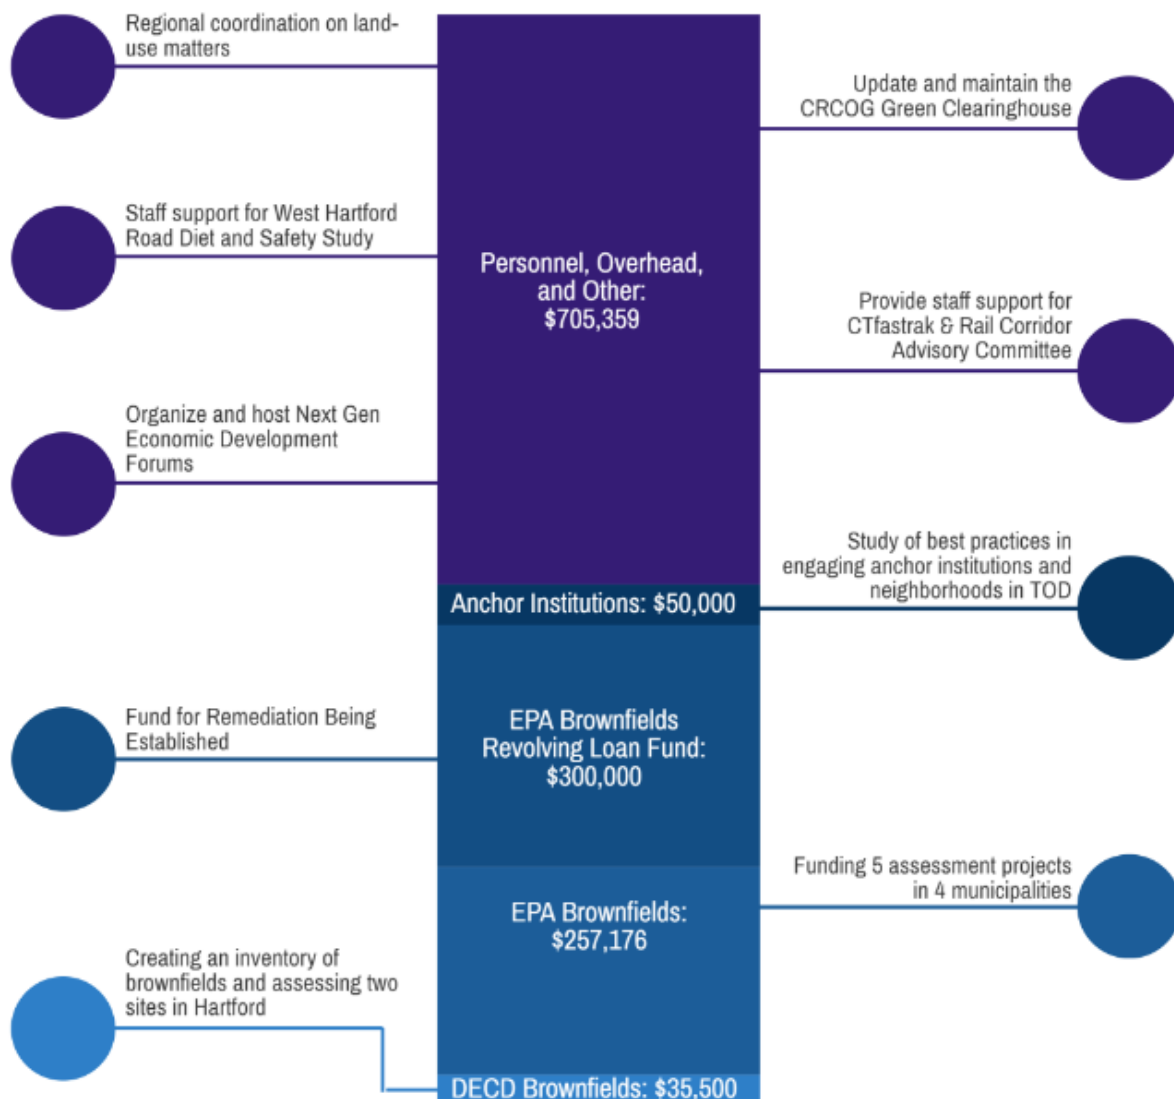 Regional coordination on land-
use matters
Update and maintain the
CRCOG Green Clearinghouse
Staff support for West Hartford
Road Diet and Safety Study
Personnel, Overhead,
and Other:
$705,359
Provide staff support for
CTfastrak & Rail Corridor
Advisory Committee
Organize and host Next Gen
Economic Development
Forums
Study of best practices in
engaging anchor institutions and
neighborhoods in TOD
Anchor Institutions: $50,000
Fund for Remediation Being
Established
EPA Brownfields
Revolving Loan Fund:
$300,000
Funding 5 assessment projects
in 4 municipalities
EPA Brownfields:
$257,176
Creating an inventory of
brownfields and assessing two
sites in Hartford
DECD Brownfields: $35,500